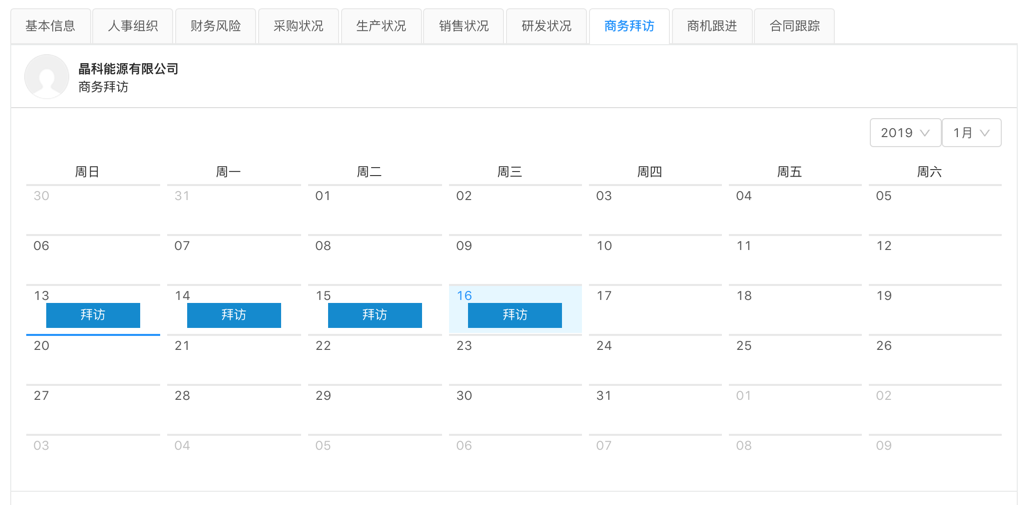 基本信息 人事组织 财务风险 采购状况 生产状况 销售状况 研发状况 商务拜访 商机跟进 合同跟踪
晶科能源有限公司
商务拜访
2019 1月
周日 周一 周二 周三 周四 周五 周六
30 31 01 02 03 04 05
06 07 08 09 10 11 12
13 14 15 16 17 18 19
拜访 拜访 拜访 拜访
20 21 22 23 24 25 26
27 28 29 30 31 01 02
03 04 05 06 07 08 09